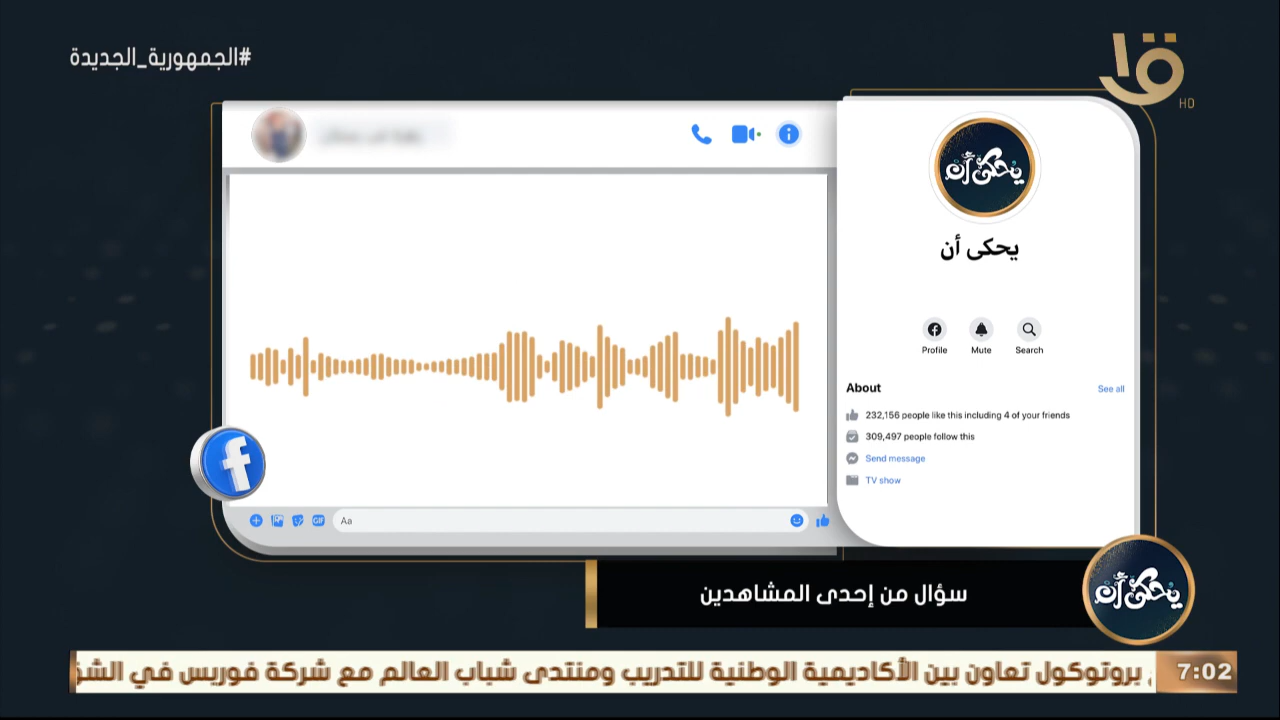 #الجمهورية_الجديدة
HD
يحكى أن
يحكى أن
Profile
Mute
Search
About
See all
232,156 people like this including 4 of your friends
309,497 people follow this
Send message
TV show
GIF
Aa
سؤال من إحدى المشاهدين
يحكى أن
بروتوكول تعاون بين الأكاديمية الوطنية للتدريب ومنتدى شباب العالم مع شركة فوربس في
7:02